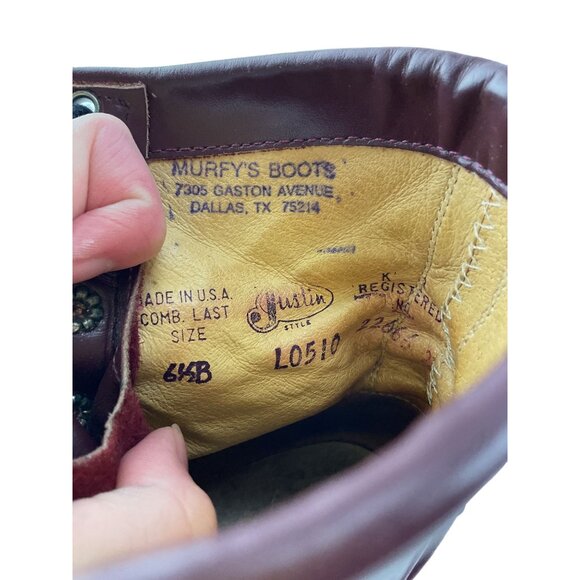 MURFY'S BOOTS
7305 GASTON AVENUE
DALLAS, TX 75214
MADE IN U.S.A.
COMB. LAST
SIZE
6½B
Justin
STYLE
L0510
K
REGISTERED
NO.